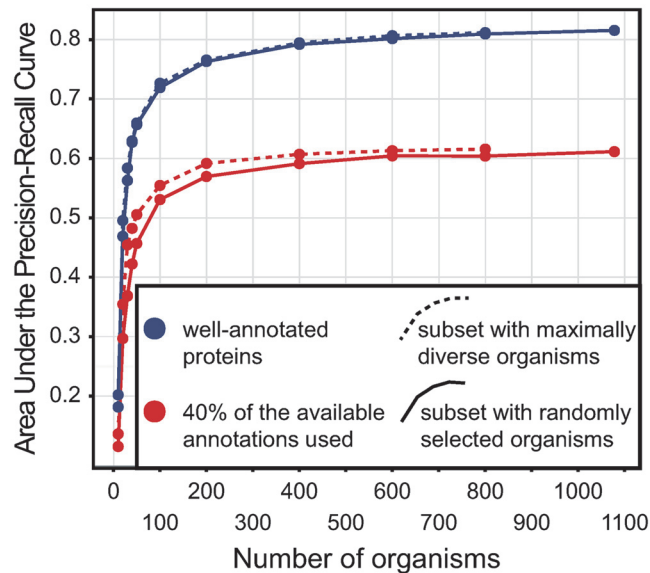 Area Under the Precision-Recall Curve
0.8
0.7
0.6
0.5
0.4
0.3
0.2
well-annotated
proteins
subset with maximally
diverse organisms
40% of the available
annotations used
subset with randomly
selected organisms
0 200 400 600 800 1000
100 300 500 700 900 1100
Number of organisms